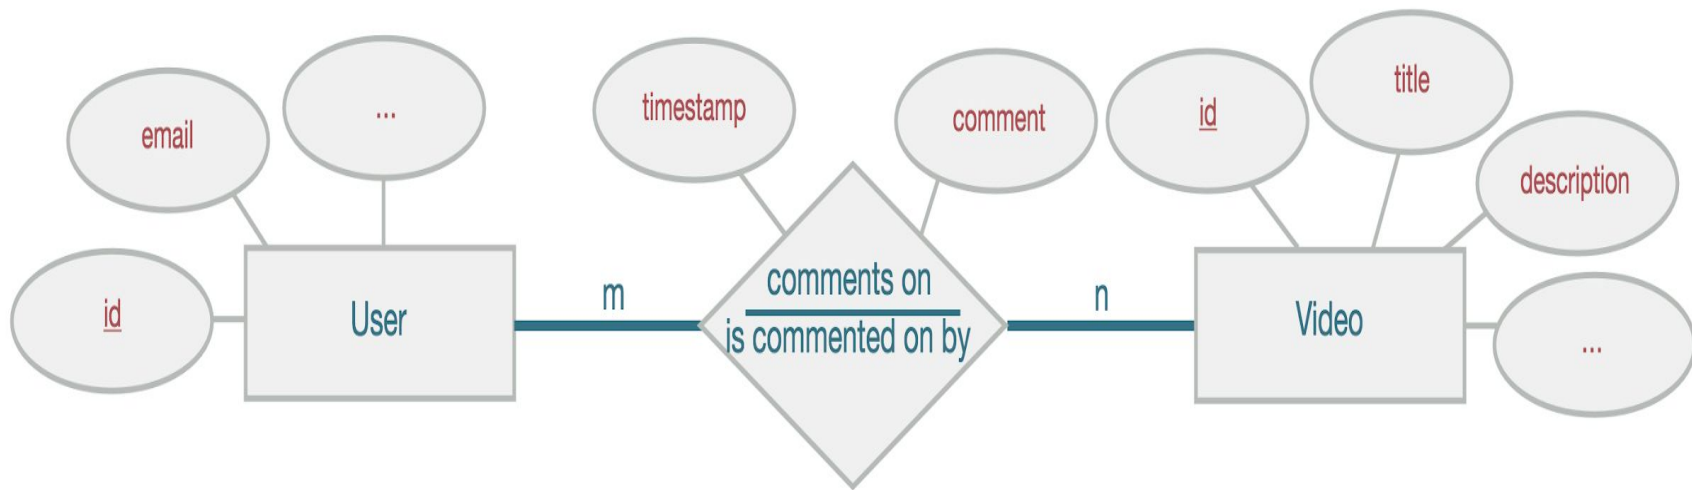 email
...
timestamp
comment
id
title
description
id
User
m
comments on
is commented on by
n
Video
...